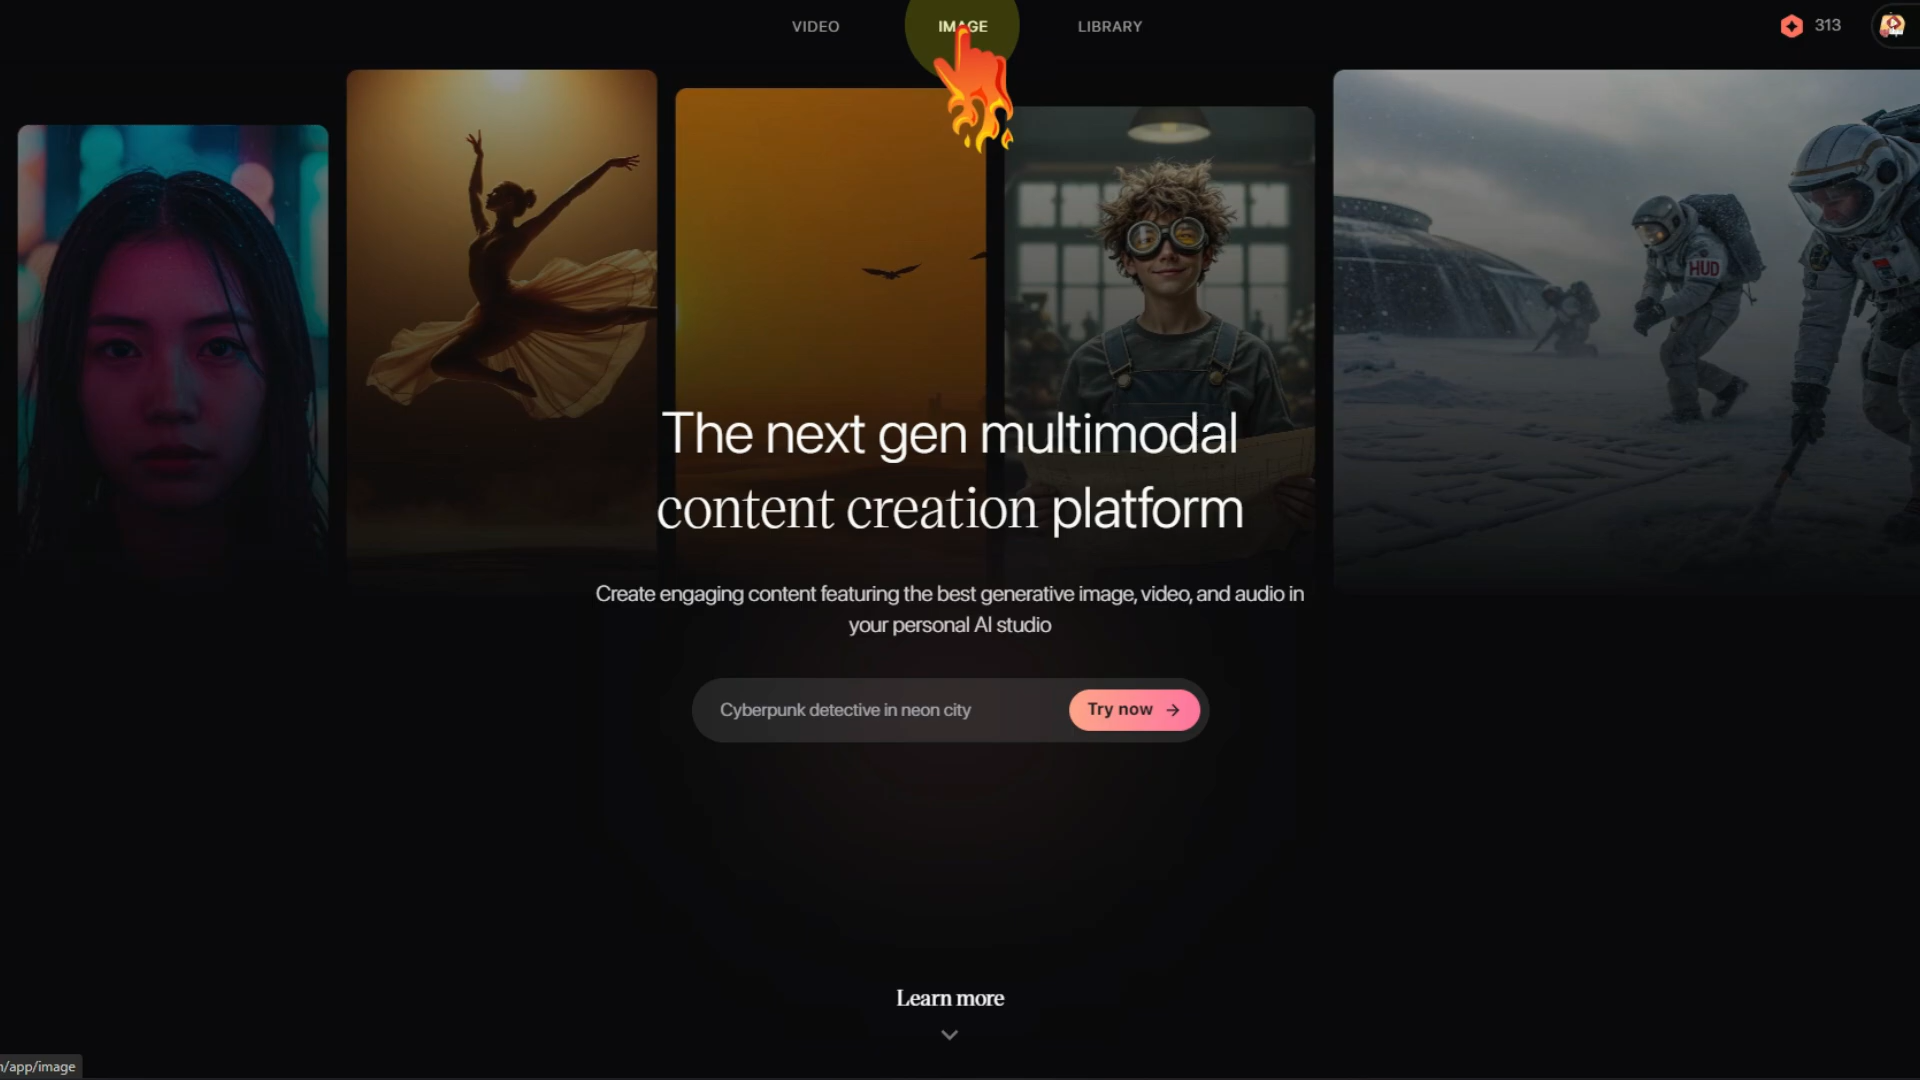 VIDEO
IMAGE
LIBRARY
313
HUD
The next gen multimodal
content creation platform
Create engaging content featuring the best generative image, video, and audio in
your personal AI studio
Cyberpunk detective in neon city
Try now
Learn more
/app/image